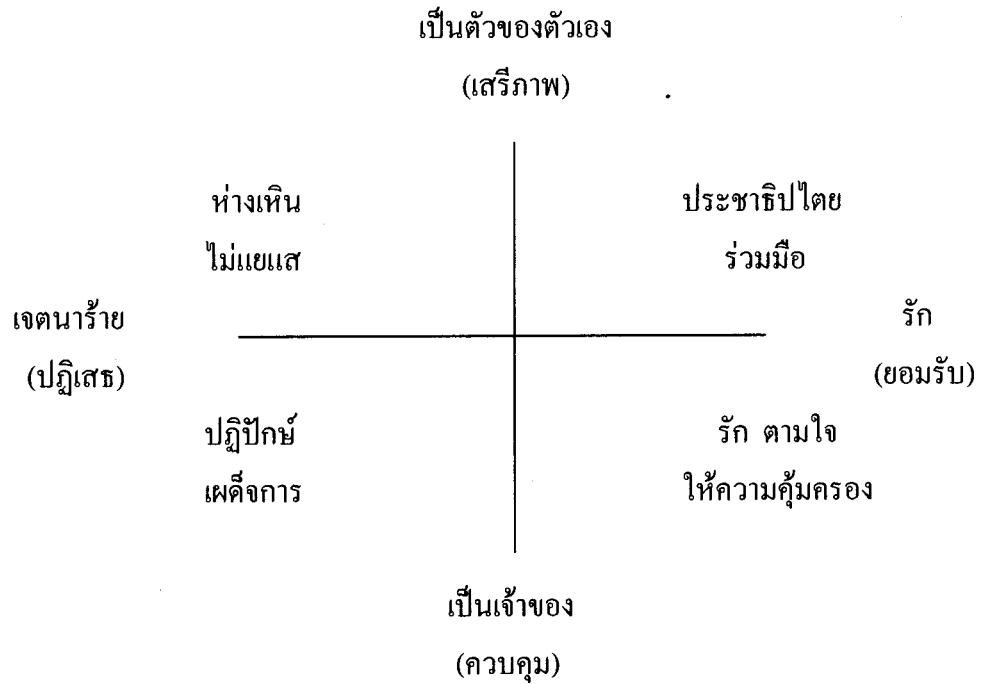 เป็นตัวของตัวเอง
(เสรีภาพ)
ห่างเหิน
ไม่แยแส
ประชาธิปไตย
ร่วมมือ
เจตนาร้าย
(ปฏิเสธ)
รัก
(ยอมรับ)
ปฏิปักษ์
เผด็จการ
รัก ตามใจ
ให้ความคุ้มครอง
เป็นเจ้าของ
(ควบคุม)